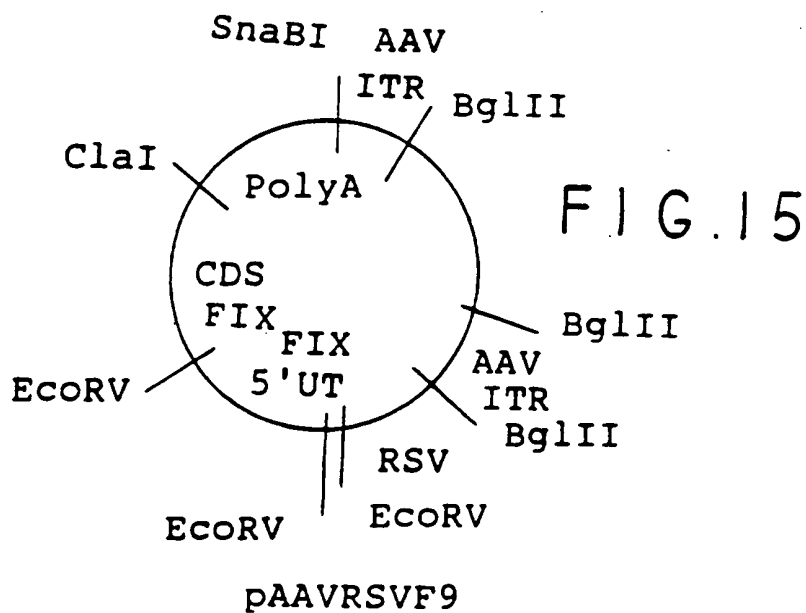 SnaBI
AAV
ITR
BglII
ClaI
PolyA
FIG.15
CDS
FIX
FIX
5'UT
BglII
AAV
ITR
BglII
EcoRV
RSV
EcoRV
EcoRV
pAAVRSVF9